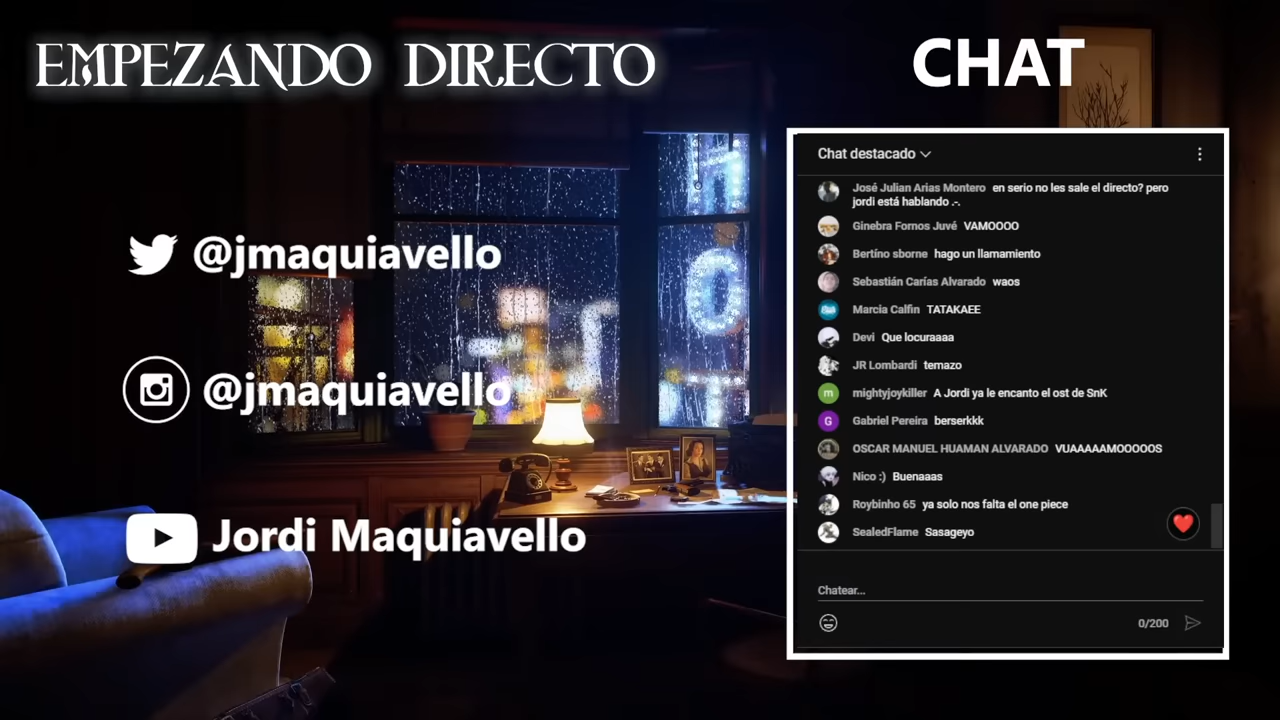 EMPEZANDO DIRECTO
@jmaquiavello
@jmaquiavello
Jordi Maquiavello
HOT
CHAT
Chat destacado
José Julian Arias Montero en serio no les sale el directo? pero
jordi está hablando .-.
Ginebra Fornos Juvé VAMOOOO
Bertíno sborne hago un llamamiento
Sebastián Carías Alvarado waos
Marcia Calfin TATAKAEE
Devi Que locuraaaa
JR Lombardi temazo
m mightyjoykiller A Jordi ya le encanto el ost de SnK
G Gabriel Pereira berserkkk
OSCAR MANUEL HUAMAN ALVARADO VUAAAAAMOOOOOS
Nico :) Buenaaas
Roybinho 65 ya solo nos falta el one piece
SealedFlame Sasageyo
Chatear...
0/200